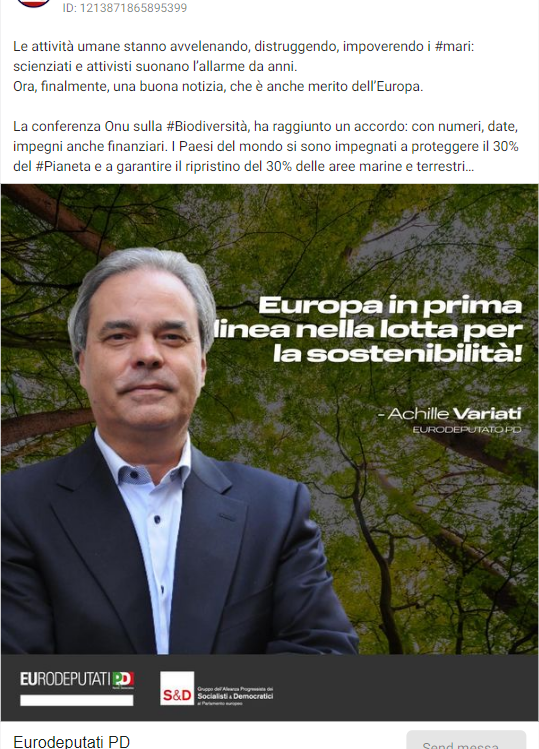 ID: 1213871865895399
Le attività umane stanno avvelenando, distruggendo, impoverendo i #mari:
scienziati e attivisti suonano l'allarme da anni.
Ora, finalmente, una buona notizia, che è anche merito dell'Europa.
La conferenza Onu sulla #Biodiversità, ha raggiunto un accordo: con numeri, date,
impegni anche finanziari. I Paesi del mondo si sono impegnati a proteggere il 30%
del #Pianeta e a garantire il ripristino del 30% delle aree marine e terrestri...
Europa in prima
linea nella lotta per
la sostenibilità!
- Achille Variati
EURODEPUTATO PD
EURODEPUTATI PD
S&D
Gruppo dell'Alleanza Progressista dei
Socialisti & Democratici
al Parlamento europeo
Eurodeputati PD
Send messa